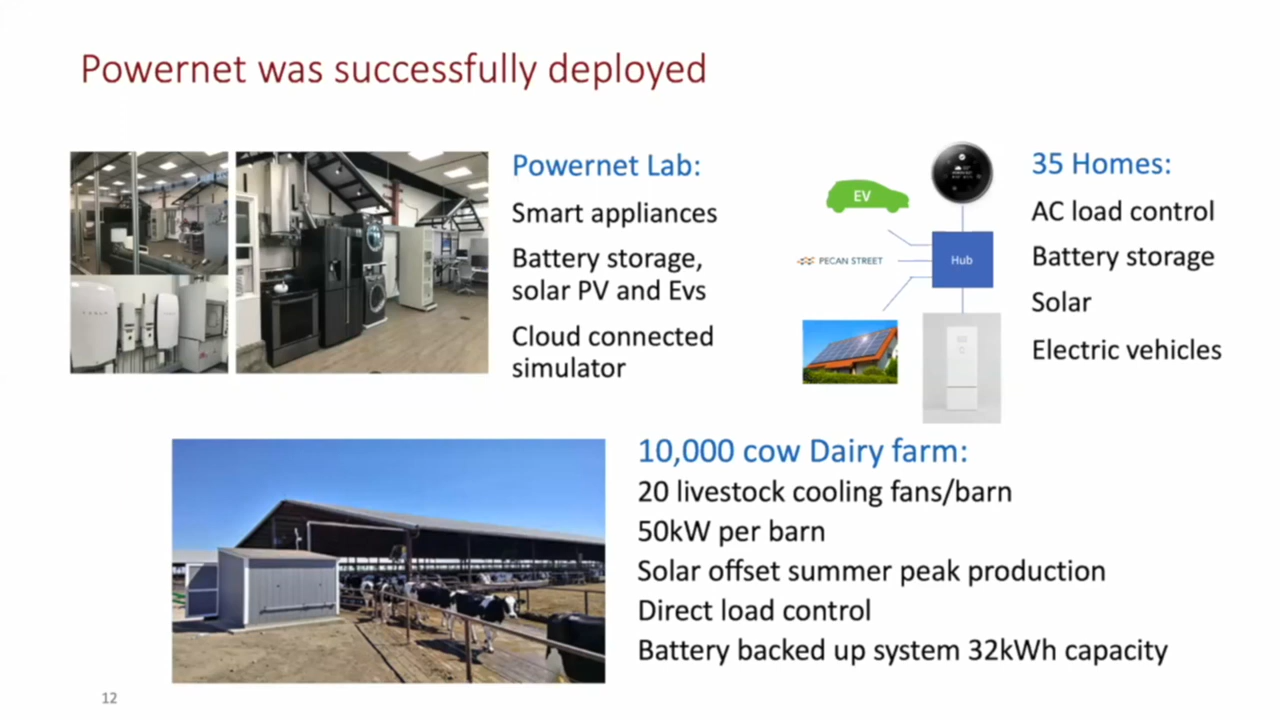 Powernet was successfully deployed
Powernet Lab:
Smart appliances
Battery storage,
solar PV and Evs
Cloud connected
simulator
TESLA
EV
PECAN STREET
Hub
35 Homes:
AC load control
Battery storage
Solar
Electric vehicles
10,000 cow Dairy farm:
20 livestock cooling fans/barn
50kW per barn
Solar offset summer peak production
Direct load control
Battery backed up system 32kWh capacity
12